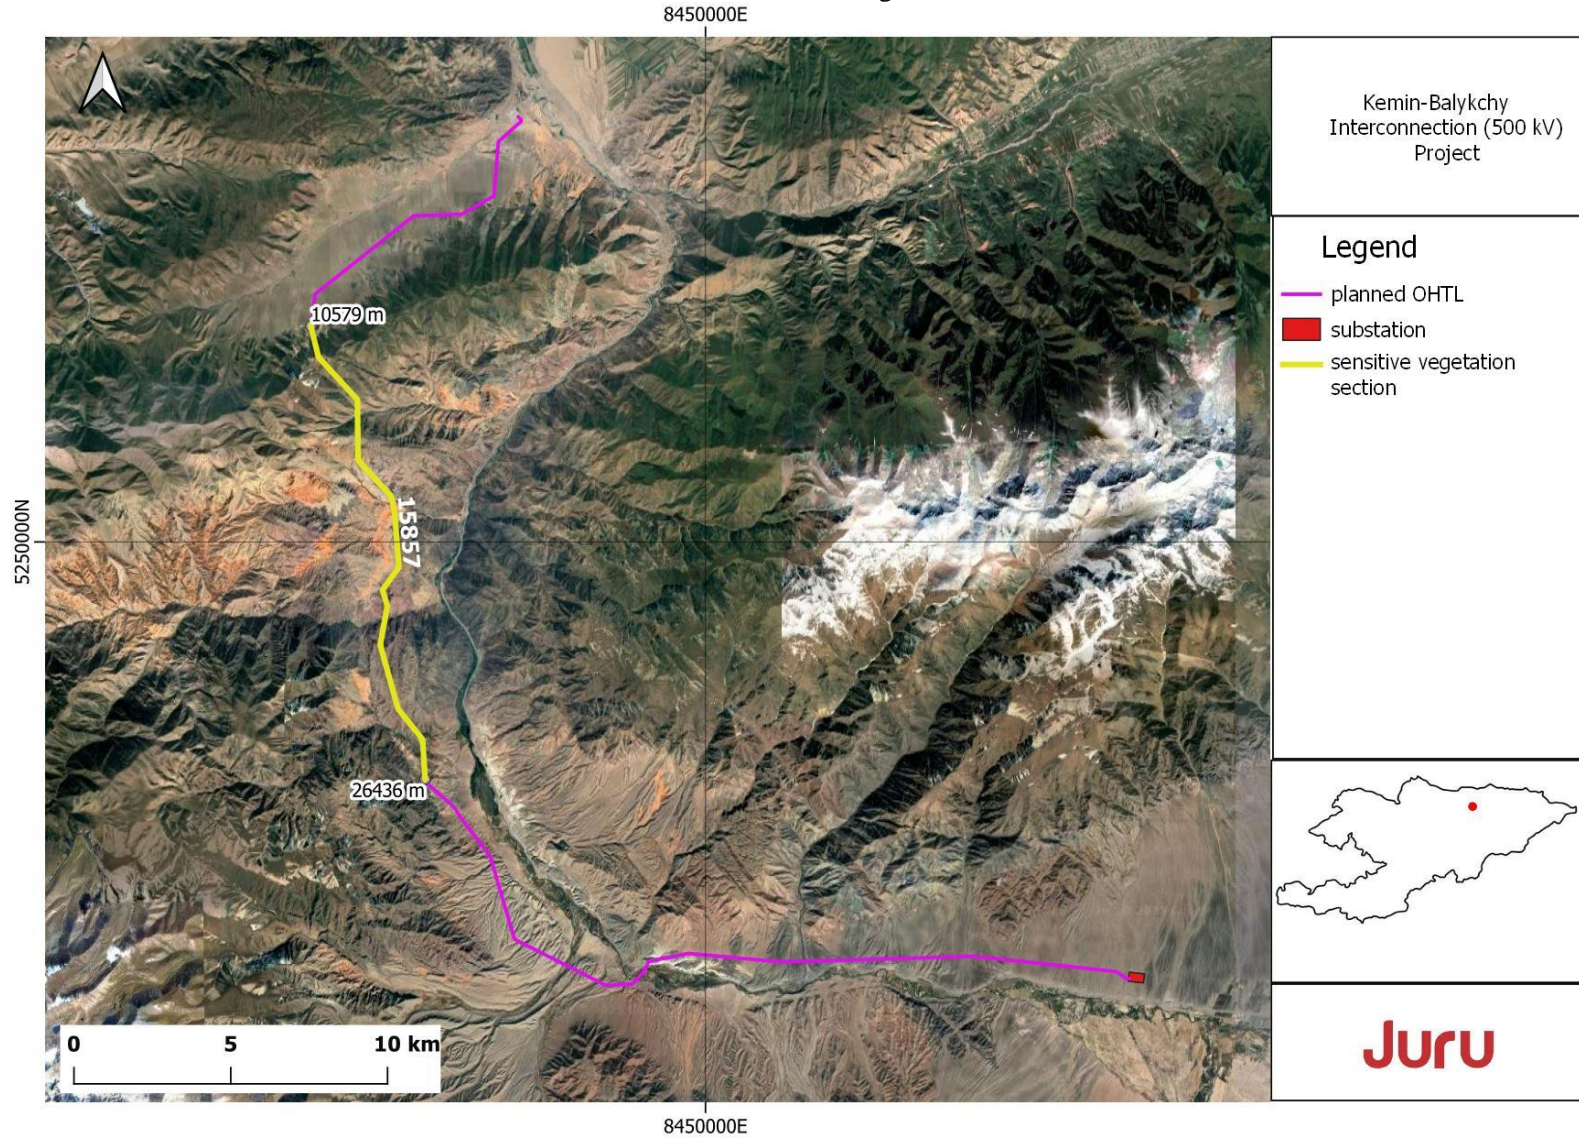 8450000E
Kemin-Balykchy
Interconnection (500 kV)
Project
Legend
planned OHTL
substation
sensitive vegetation
section
10579 m
15857
5250000N
26436 m
0 5 10 km
Juru
8450000E